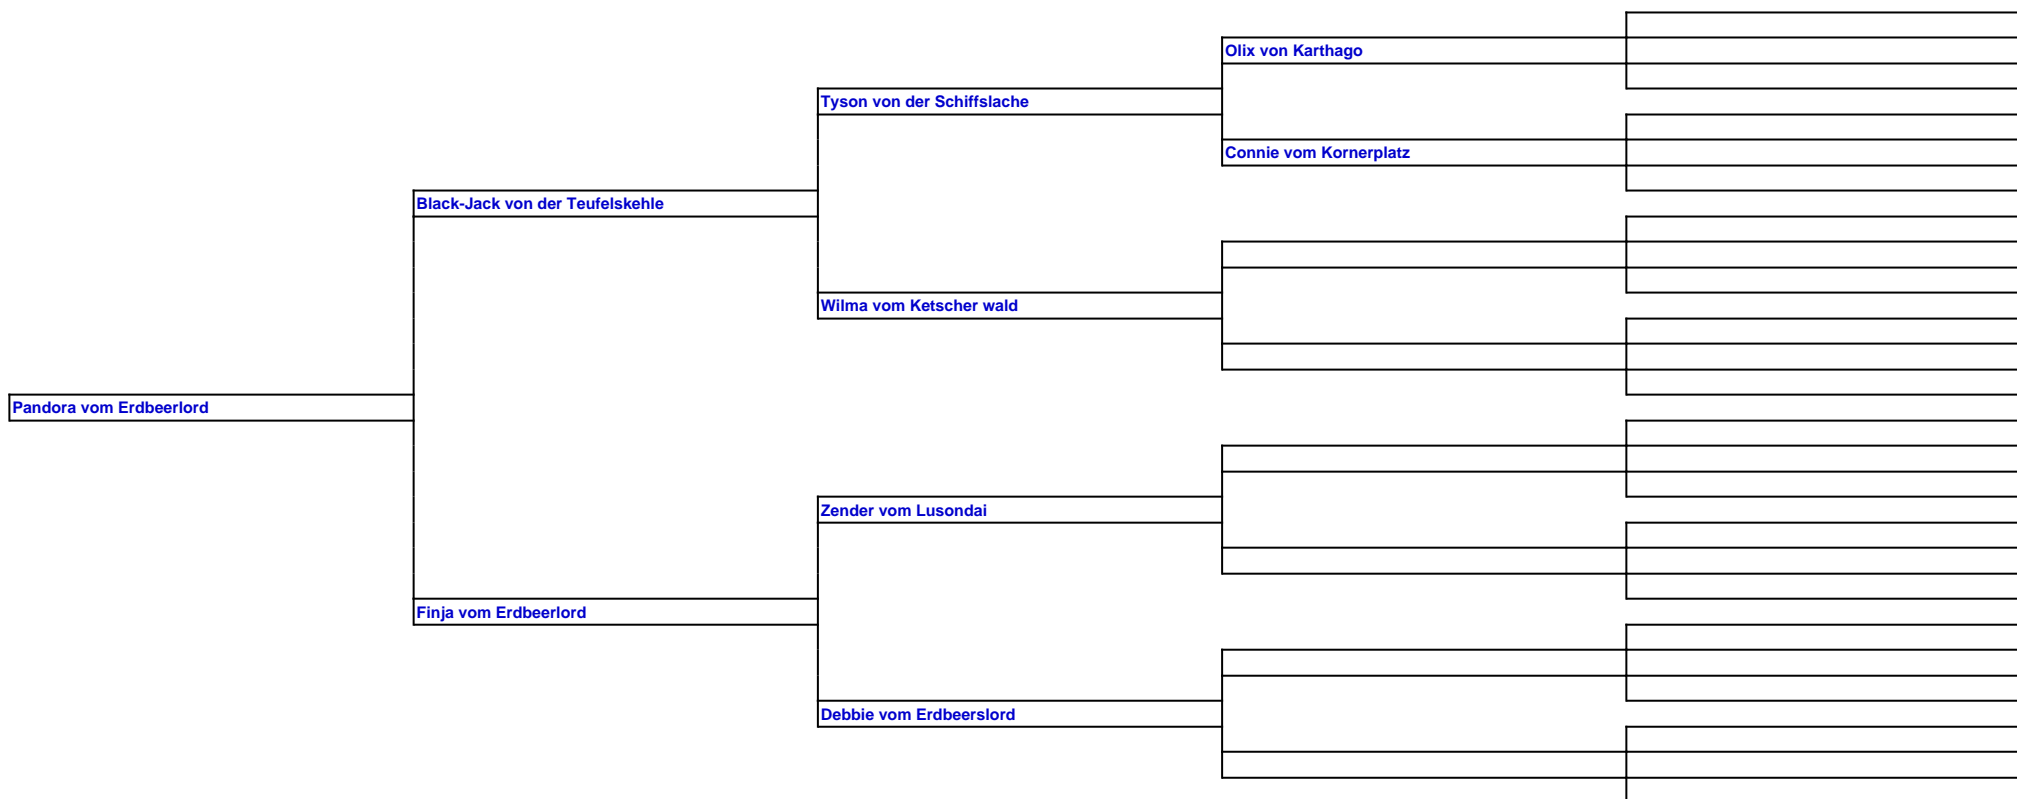 Olix von Karthago
Tyson von der Schiffslache
Connie vom Kornerplatz
Black-Jack von der Teufelskehle
Wilma vom Ketscher wald
Pandora vom Erdbeerlord
Zender vom Lusondai
Finja vom Erdbeerlord
Debbie vom Erdbeerslord